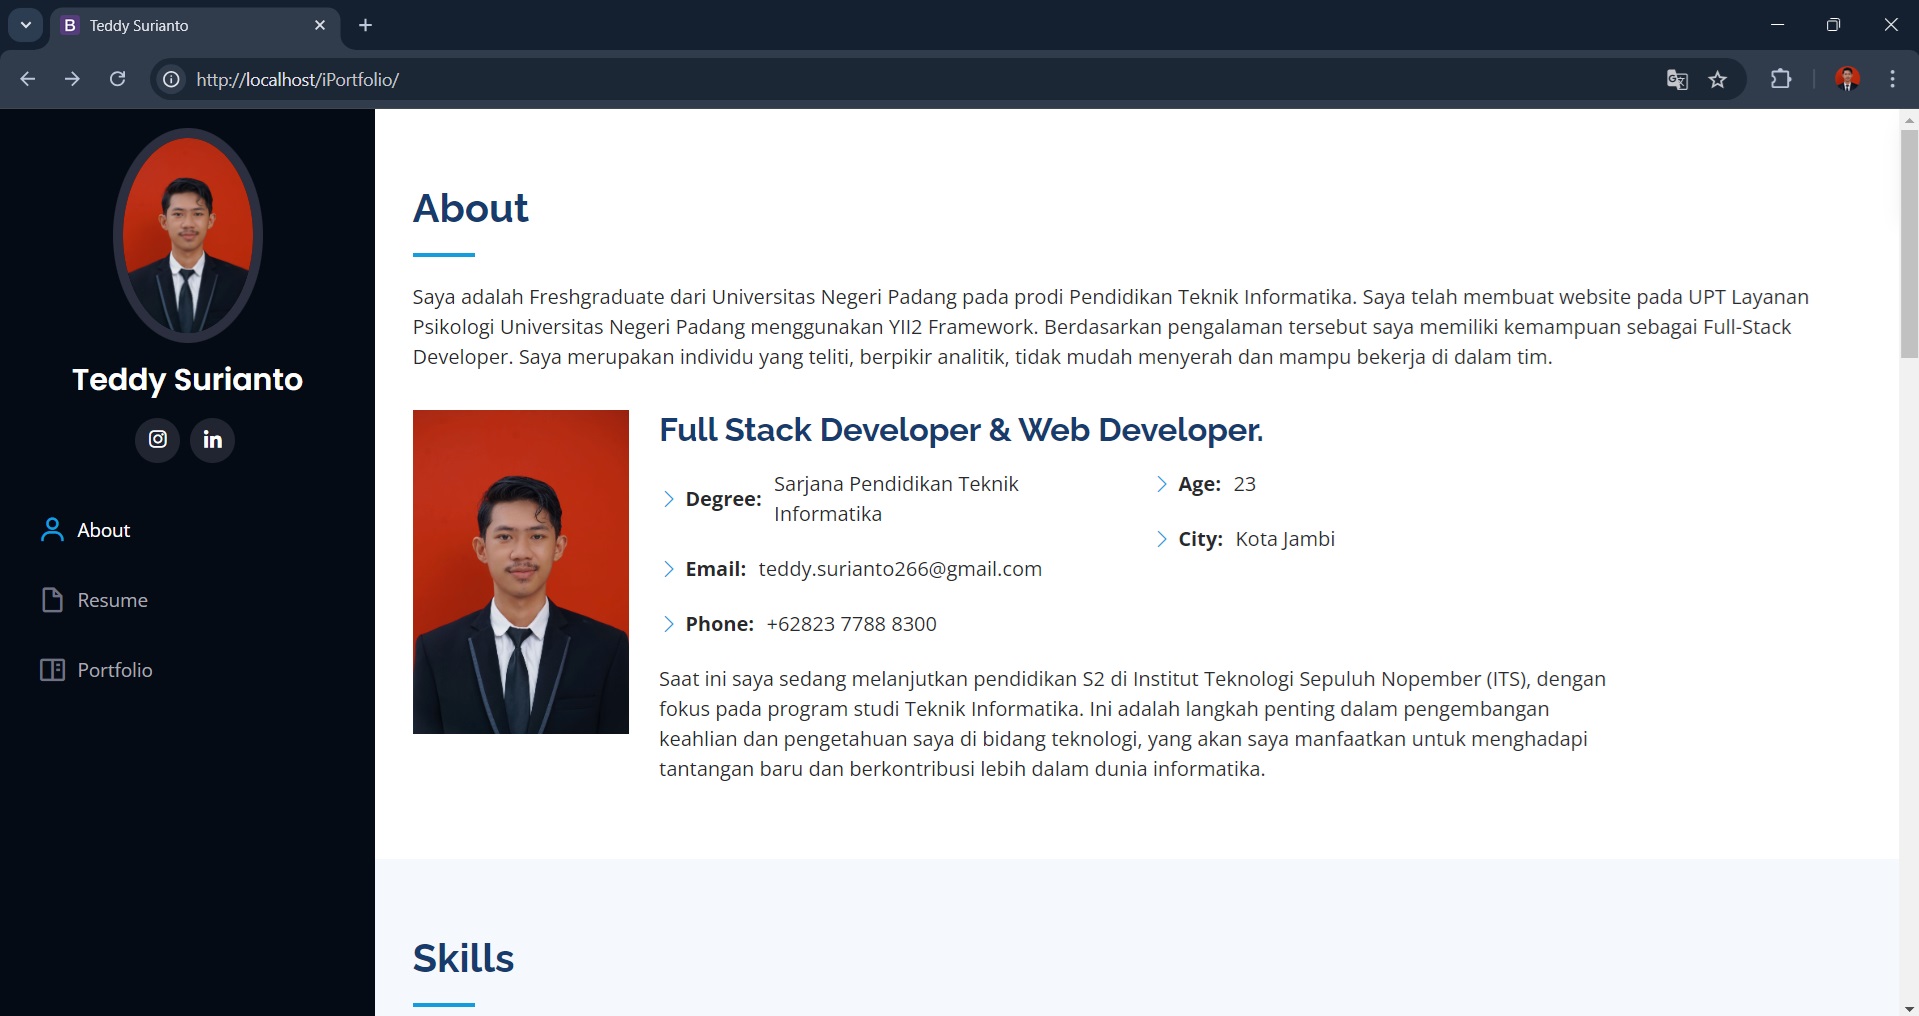 Teddy Surianto
http://localhost/iPortfolio/
Teddy Surianto
in
About
Resume
Portfolio
About
Saya adalah Freshgraduate dari Universitas Negeri Padang pada prodi Pendidikan Teknik Informatika. Saya telah membuat website pada UPT Layanan
Psikologi Universitas Negeri Padang menggunakan YII2 Framework. Berdasarkan pengalaman tersebut saya memiliki kemampuan sebagai Full-Stack
Developer. Saya merupakan individu yang teliti, berpikir analitik, tidak mudah menyerah dan mampu bekerja di dalam tim.
Full Stack Developer & Web Developer.
Degree: Sarjana Pendidikan Teknik
Informatika
Email: teddy.surianto266@gmail.com
Phone: +62823 7788 8300
Age: 23
City: Kota Jambi
Saat ini saya sedang melanjutkan pendidikan S2 di Institut Teknologi Sepuluh Nopember (ITS), dengan
fokus pada program studi Teknik Informatika. Ini adalah langkah penting dalam pengembangan
keahlian dan pengetahuan saya di bidang teknologi, yang akan saya manfaatkan untuk menghadapi
tantangan baru dan berkontribusi lebih dalam dunia informatika.
Skills